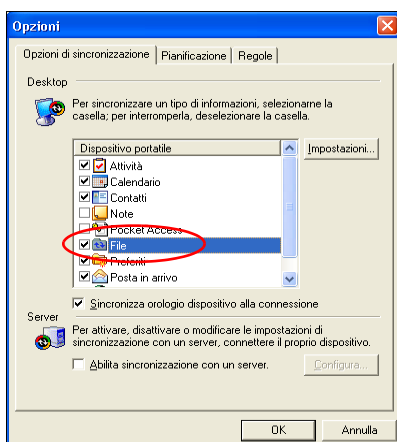 Opzioni
Opzioni di sincronizzazione Pianificazione Regole
Desktop
Per sincronizzare un tipo di informazioni, selezionarne la
casella; per interromperla, deselezionare la casella.
Dispositivo portatile
Impostazioni...
Attività
Calendario
Contatti
Note
Pocket Access
File
Preferiti
Posta in arrivo
Sincronizza orologio dispositivo alla connessione
Server
Per attivare, disattivare o modificare le impostazioni di
sincronizzazione con un server, connettere il proprio dispositivo.
Abilita sincronizzazione con un server.
Configura...
OK Annulla